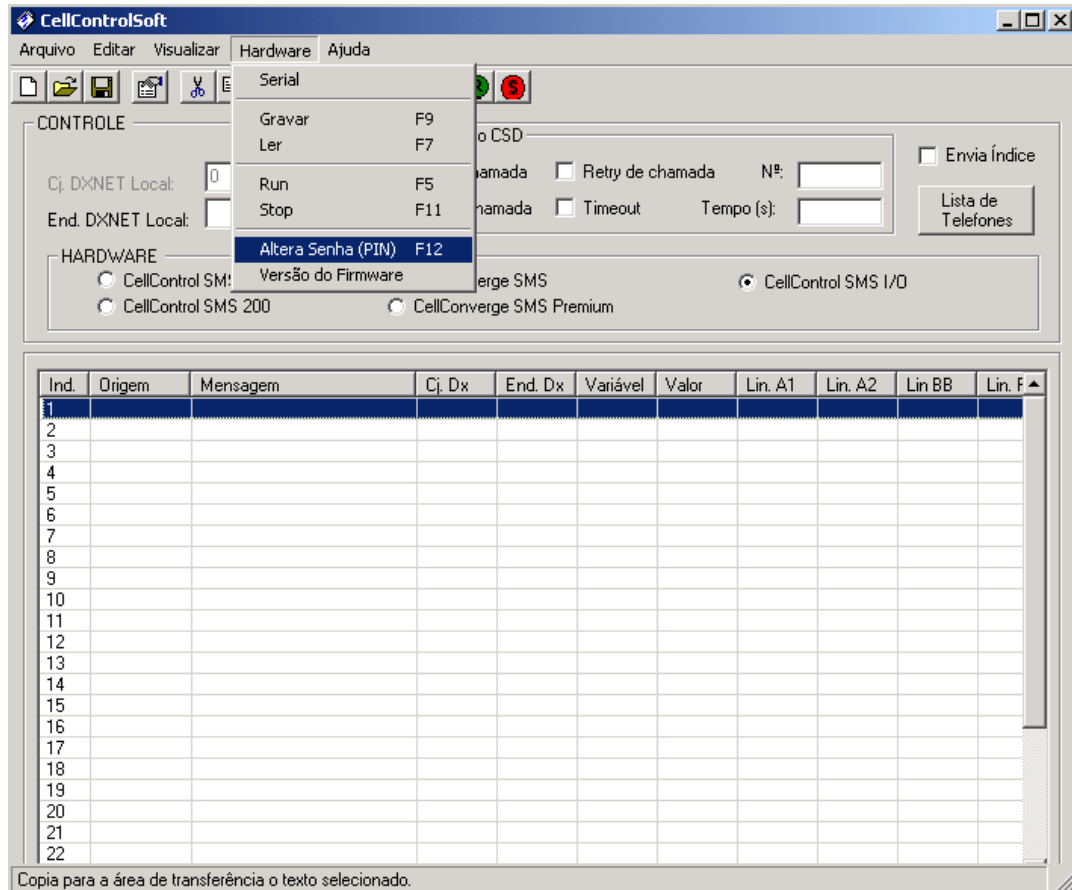 CellControlSoft
Arquivo Editar Visualizar Hardware Ajuda
Serial
Gravar F9
Ler F7
Run F5
Stop F11
Altera Senha (PIN) F12
Versão do Firmware
R S
CONTROLE
o CSD
Cj. DXNET Local: 0
hamada Retry de chamada Nº:
Envia Índice
End. DXNET Local:
hamada Timeout Tempo (s):
Lista de
Telefones
HARDWARE
CellControl SMS
erge SMS
CellControl SMS I/O
CellControl SMS 200 CellConverge SMS Premium
Ind. Origem Mensagem Cj. Dx End. Dx Variável Valor Lin. A1 Lin. A2 Lin BB Lin.
1
2
3
4
5
6
7
8
9
10
11
12
13
14
15
16
17
18
19
20
21
22
Copia para a área de transferência o texto selecionado.